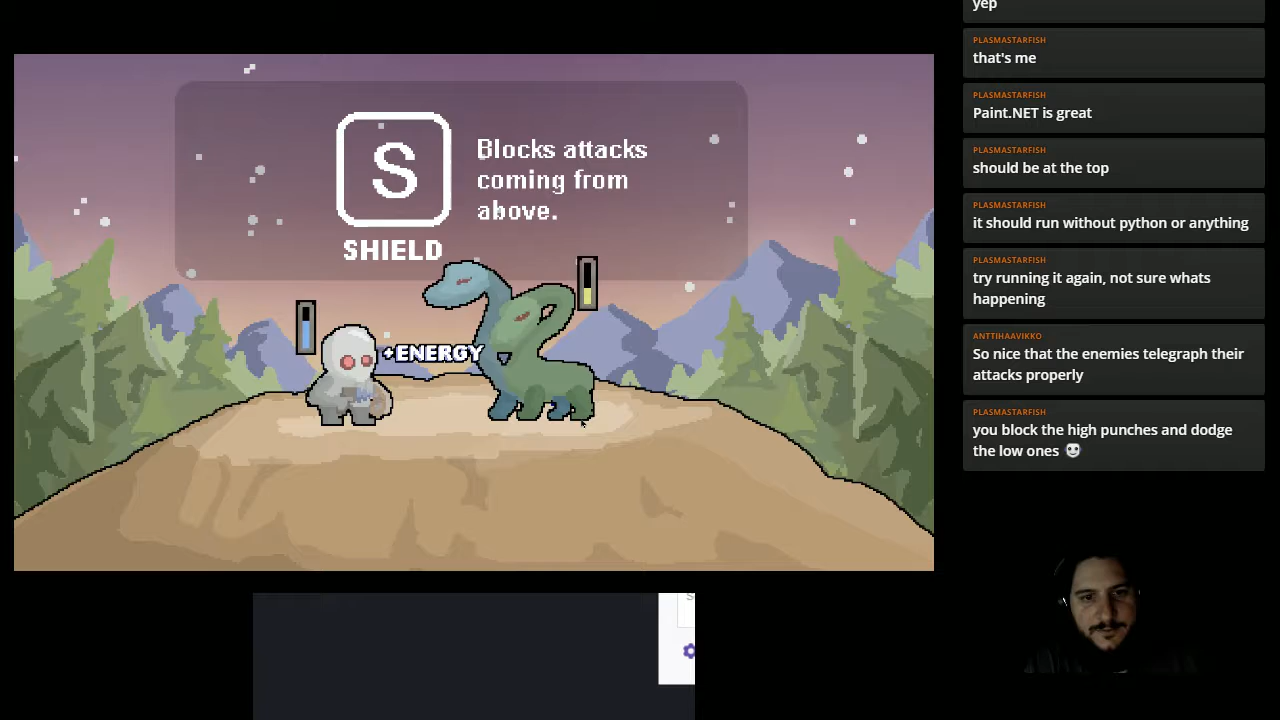 S
SHIELD
Blocks attacks
coming from
above.
+ENERGY
yep
PLASMASTARFISH
that's me
PLASMASTARFISH
Paint.NET is great
PLASMASTARFISH
should be at the top
PLASMASTARFISH
it should run without python or anything
PLASMASTARFISH
try running it again, not sure whats
happening
ANTTIHAAVIKKO
So nice that the enemies telegraph their
attacks properly
PLASMASTARFISH
you block the high punches and dodge
the low ones